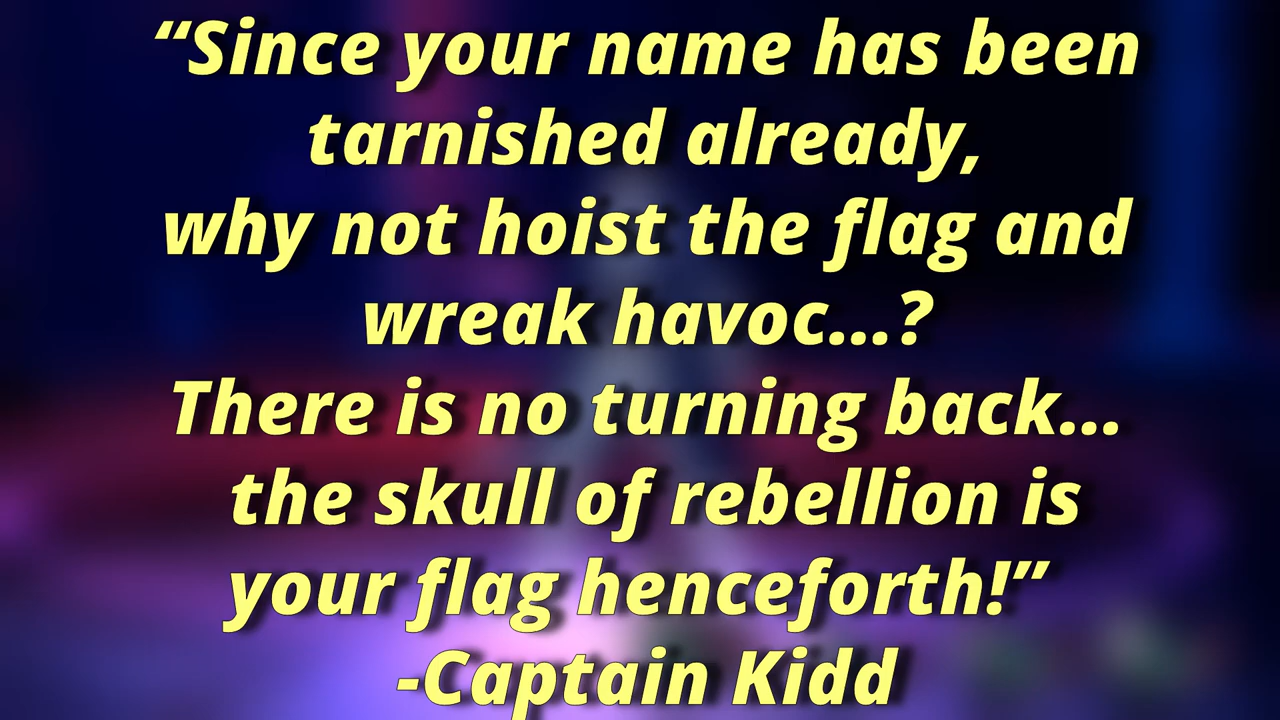 “Since your name has been
tarnished already,
why not hoist the flag and
wreak havoc...?
There is no turning back...
the skull of rebellion is
your flag henceforth!”
-Captain Kidd